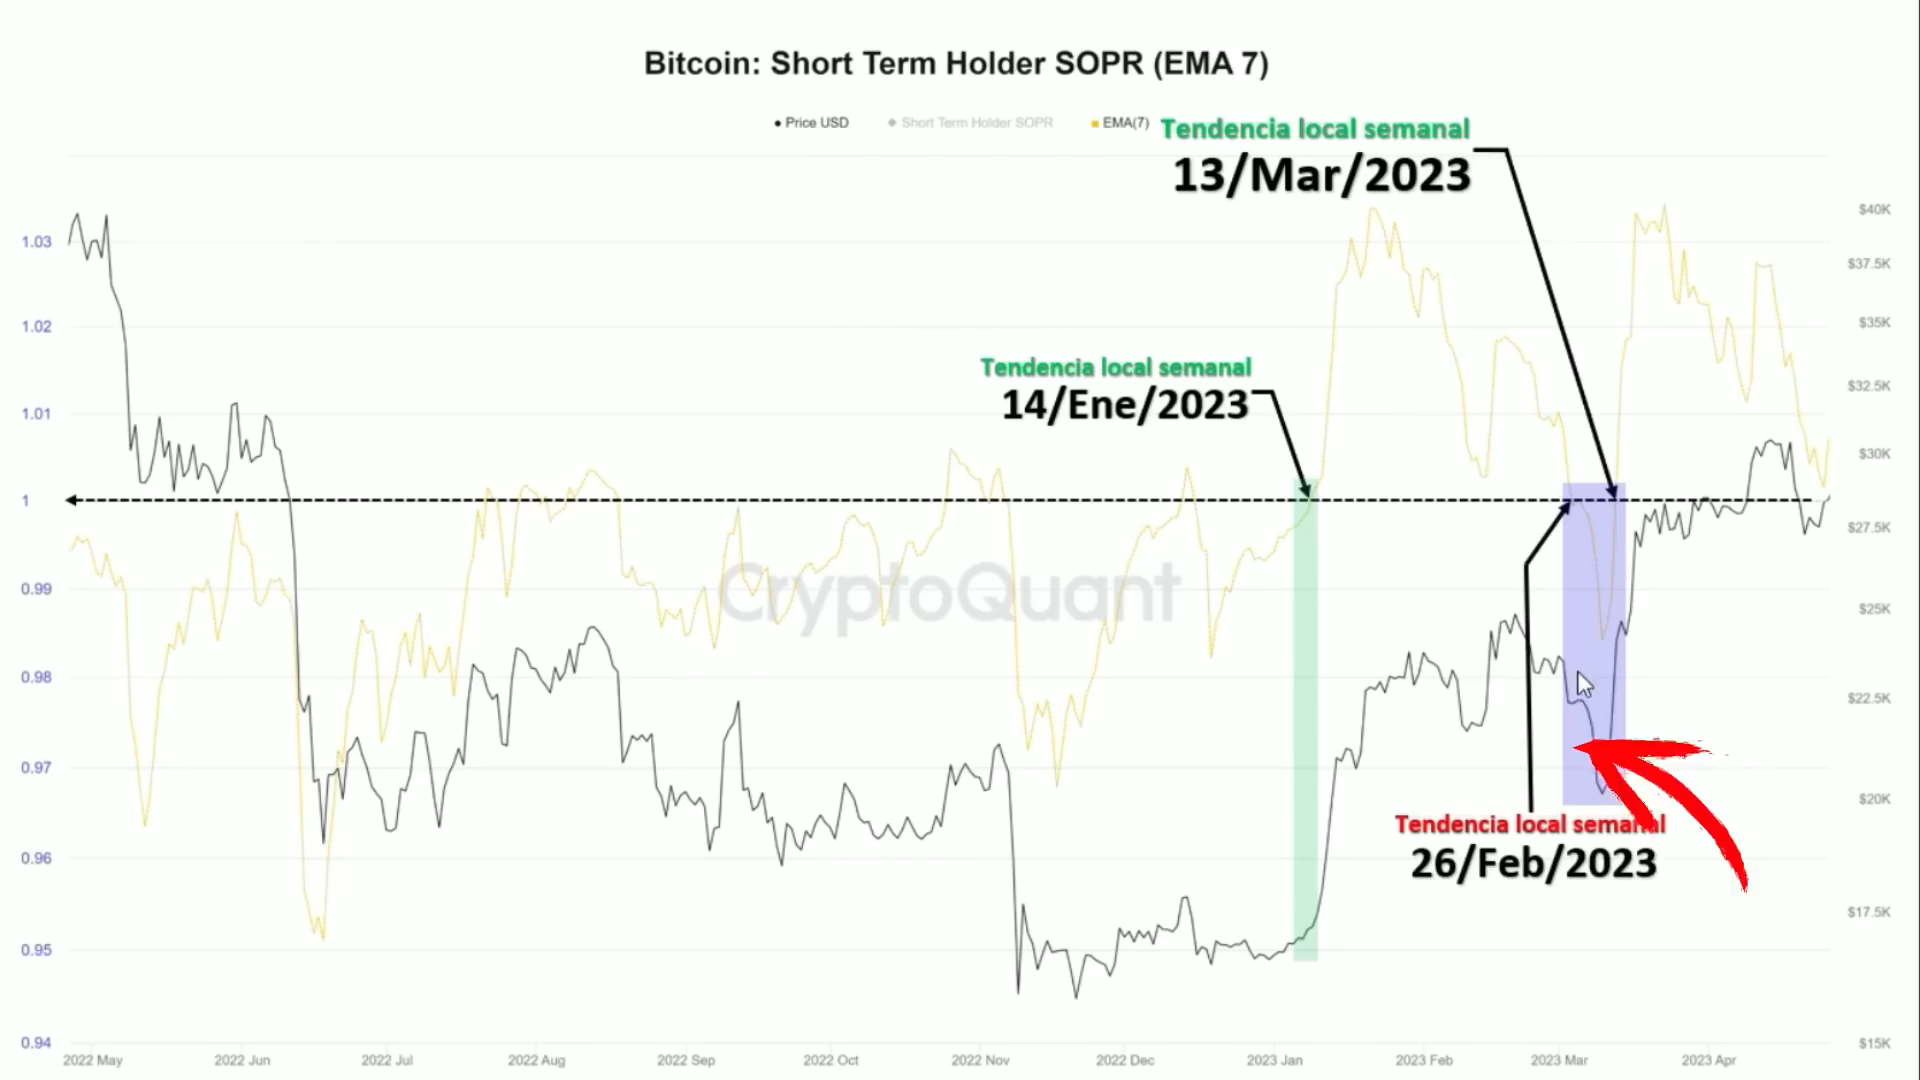 Bitcoin: Short Term Holder SOPR (EMA 7)
Price USD Short Term Holder SOPR EMA(7)
Tendencia local semanal
13/Mar/2023
Tendencia local semanal
14/Ene/2023
Tendencia local semanal
26/Feb/2023
CryptoQuant
1.03
1.02
1.01
1
0.99
0.98
0.97
0.96
0.95
0.94
$40K
$37.5K
$35K
$32.5K
$30K
$27.5K
$25K
$22.5K
$20K
$17.5K
$15K
2022 May 2022 Jun 2022 Jul 2022 Aug 2022 Sep 2022 Oct 2022 Nov 2022 Dec 2023 Jan 2023 Feb 2023 Mar 2023 Apr